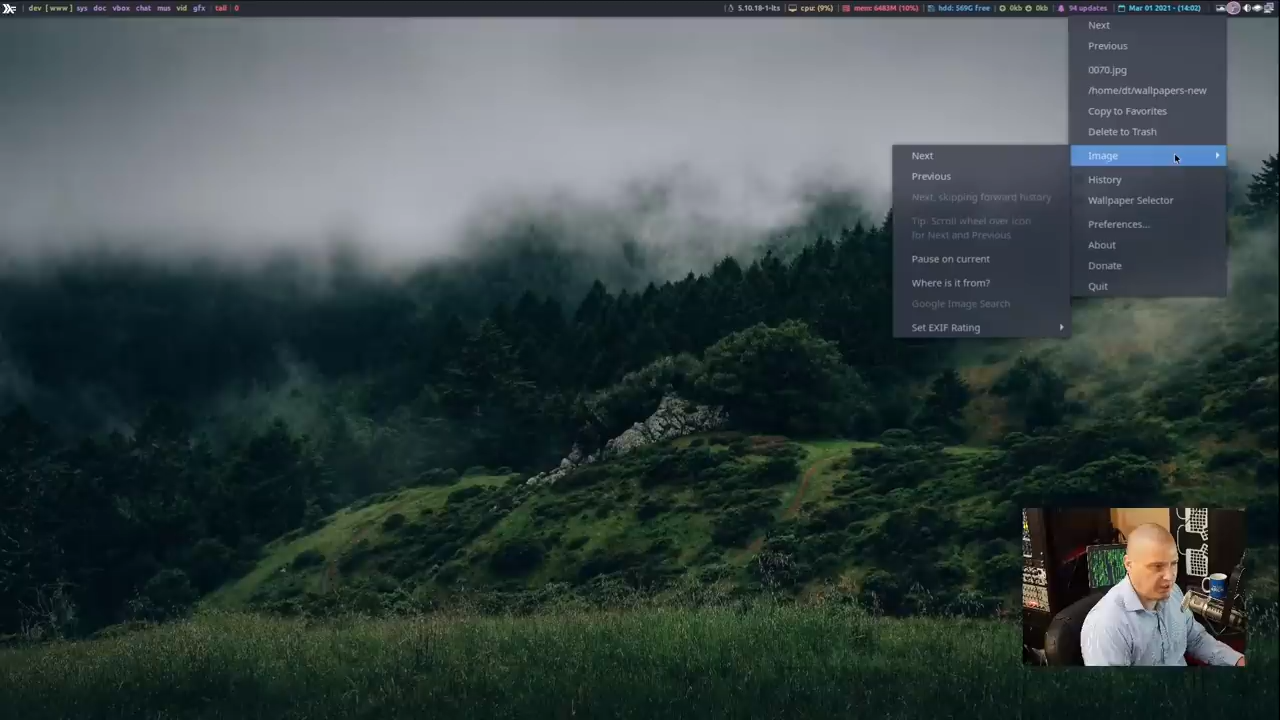 dev [ www ] sys doc vbox chat mus vid gfx | tall | 0
5.10.18-1-lts | cpu: (9%) | mem: 6483M (10%) | hdd: 569G free | 0kb 0kb | 94 updates | Mar 01 2021 - (14:02)
Next
Previous
0070.jpg
/home/dt/wallpapers-new
Copy to Favorites
Delete to Trash
Image
History
Wallpaper Selector
Preferences...
About
Donate
Quit
Next
Previous
Next, skipping forward history
Tip: Scroll wheel over icon
for Next and Previous
Pause on current
Where is it from?
Google Image Search
Set EXIF Rating